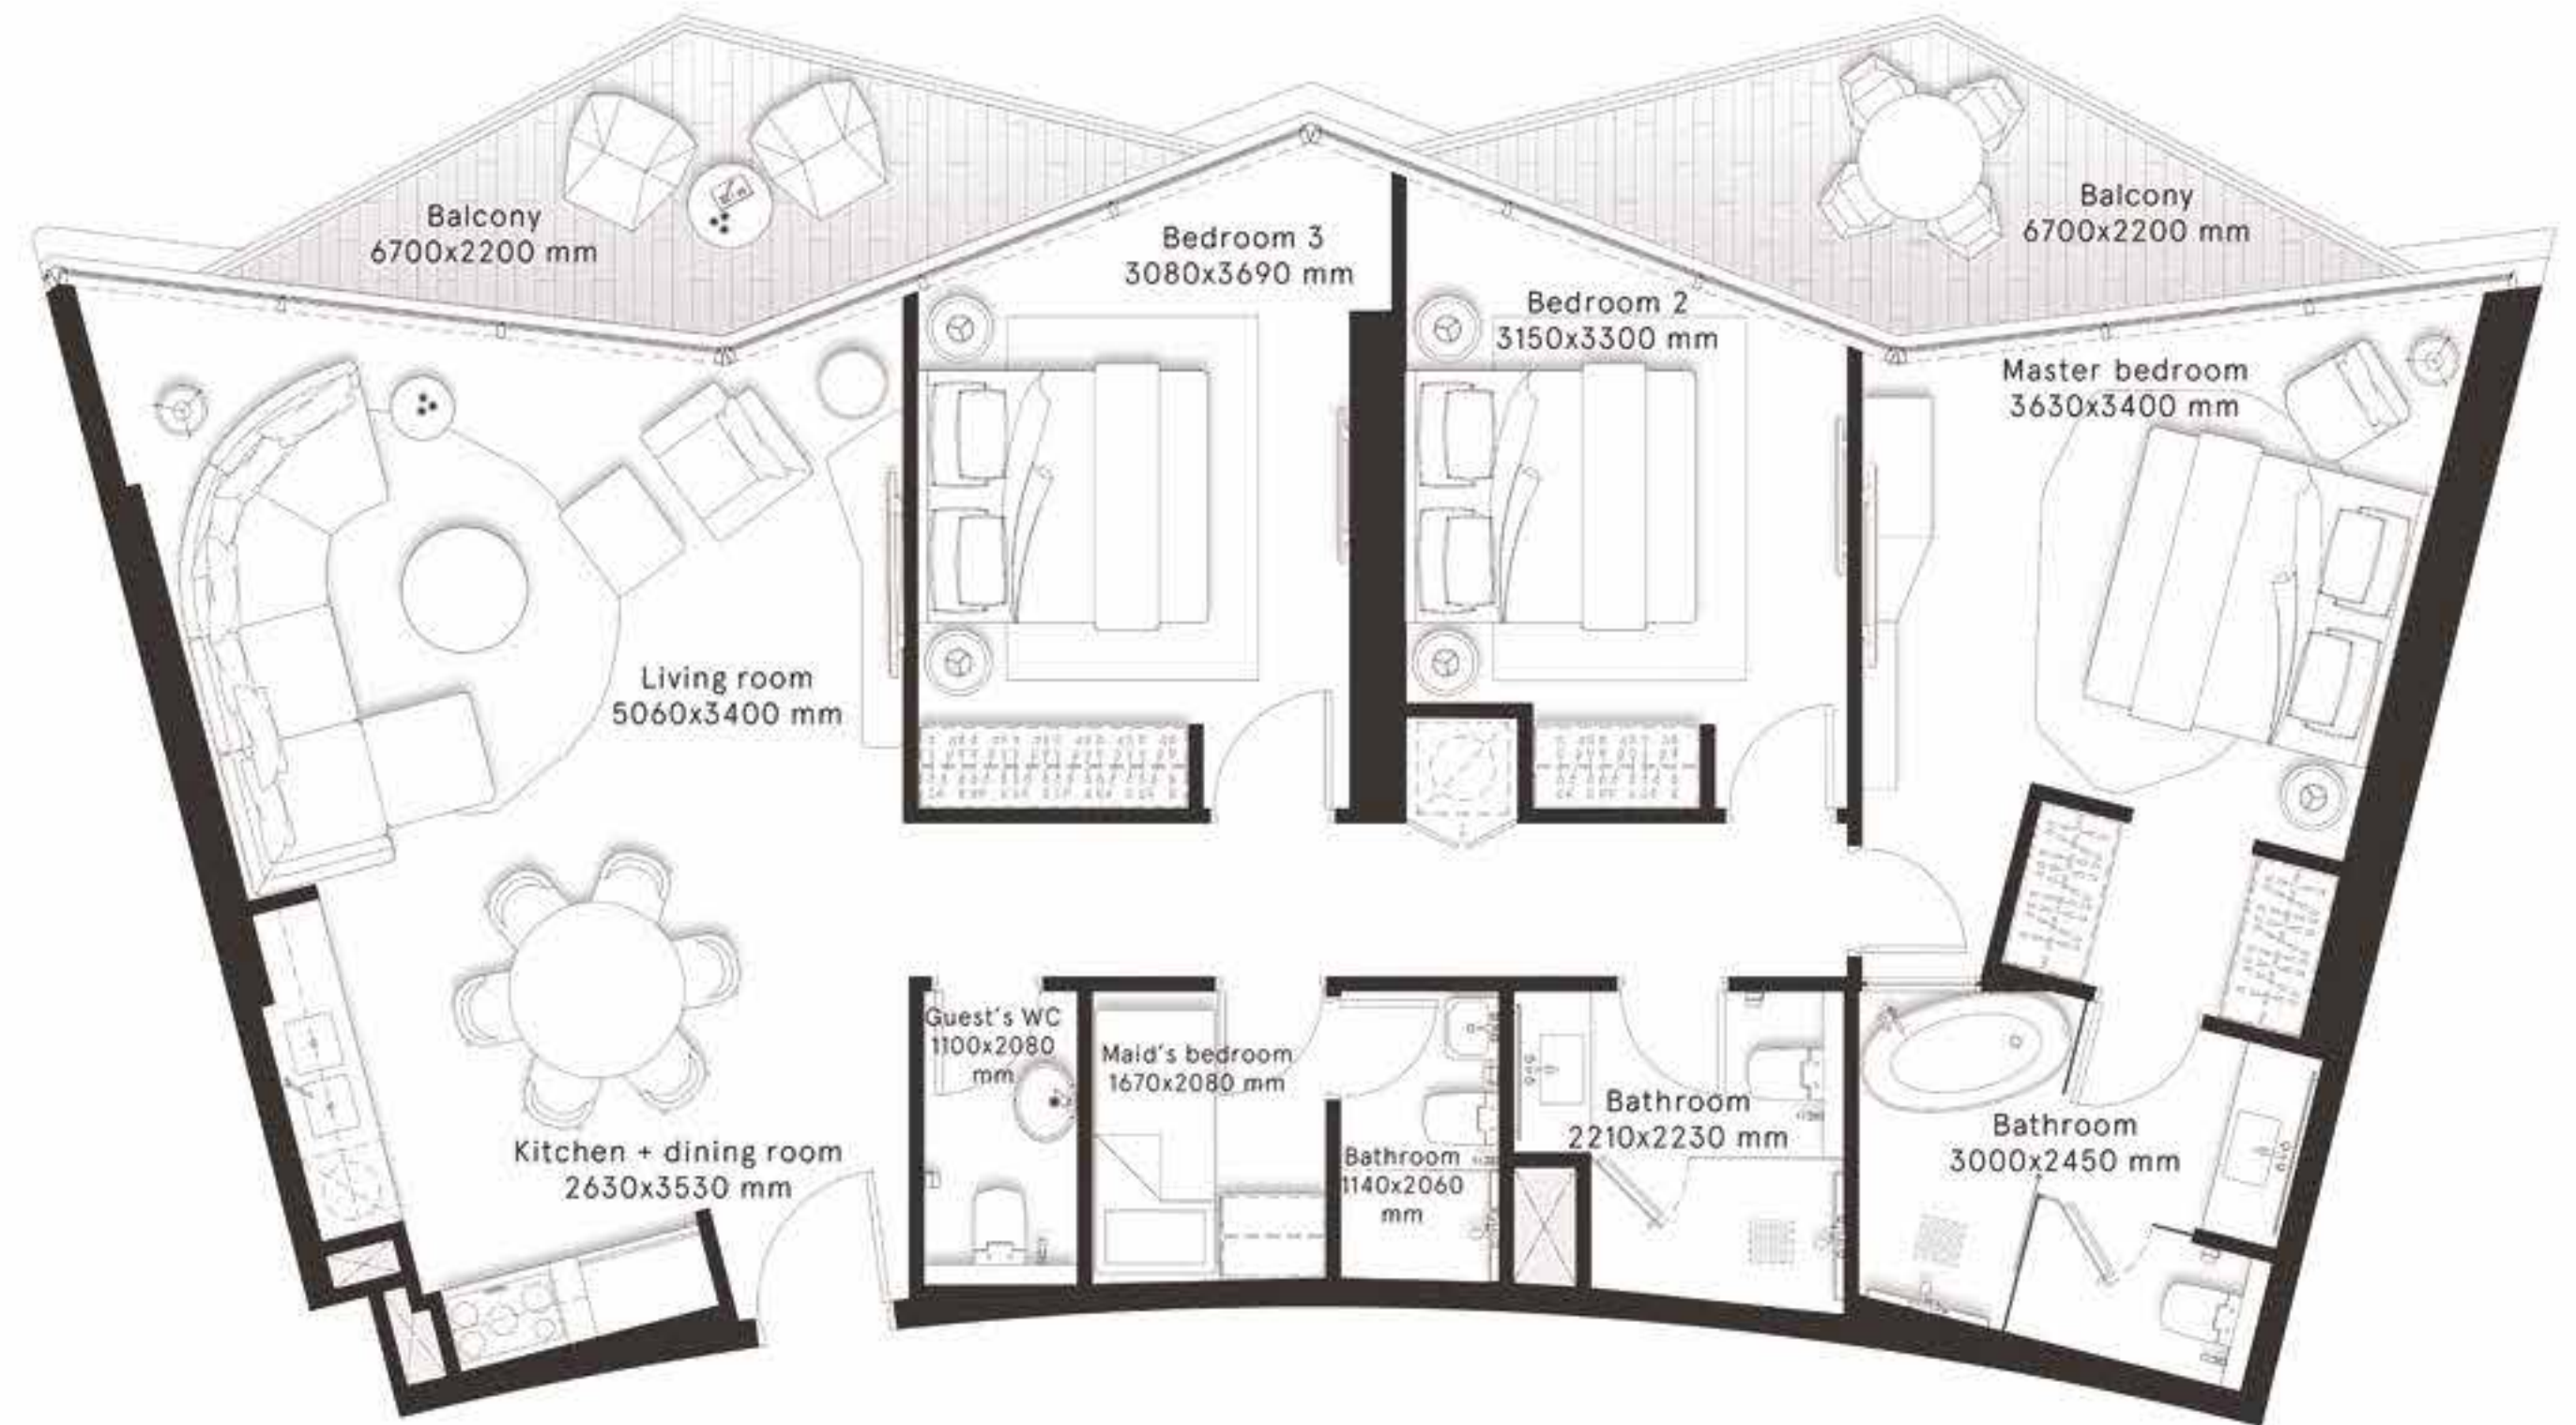 Balcony
6700x2200 mm
Bedroom 3
3080x3690 mm
Balcony
6700x2200 mm
Bedroom 2
3150x3300 mm
Master bedroom
3630x3400 mm
Living room
5060x3400 mm
Guest's WC
1100x2080
mm
Maid's bedroom
1670x2080 mm
Kitchen + dining room
2630x3530 mm
Bathroom
1140x2060
mm
Bathroom
2210x2230 mm
Bathroom
3000x2450 mm